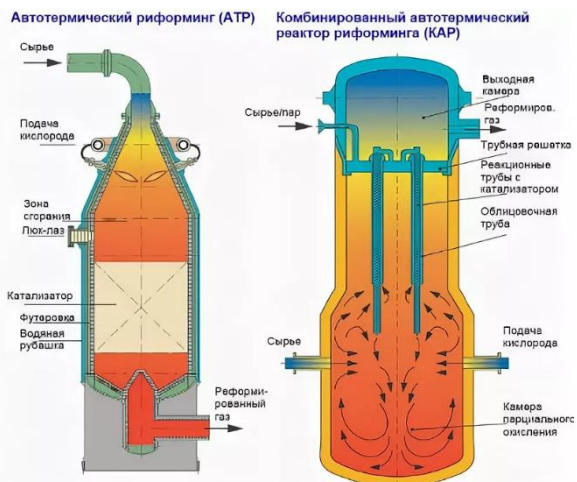 Автотермический риформинг (АТР)
Сырье
Подача
кислорода
Зона
сгорания
Люк-лаз
Катализатор
Футеровка
Водяная
рубашка
Реформи-
рованный
газ
Комбинированный автотермический
реактор риформинга (КАР)
Выходная
камера
Реформиров.
газ
Сырье/пар
Трубная решетка
Реакционные
трубы с
катализатором
Облицовочная
труба
Сырье
Подача
кислорода
Камера
парциального
окисления